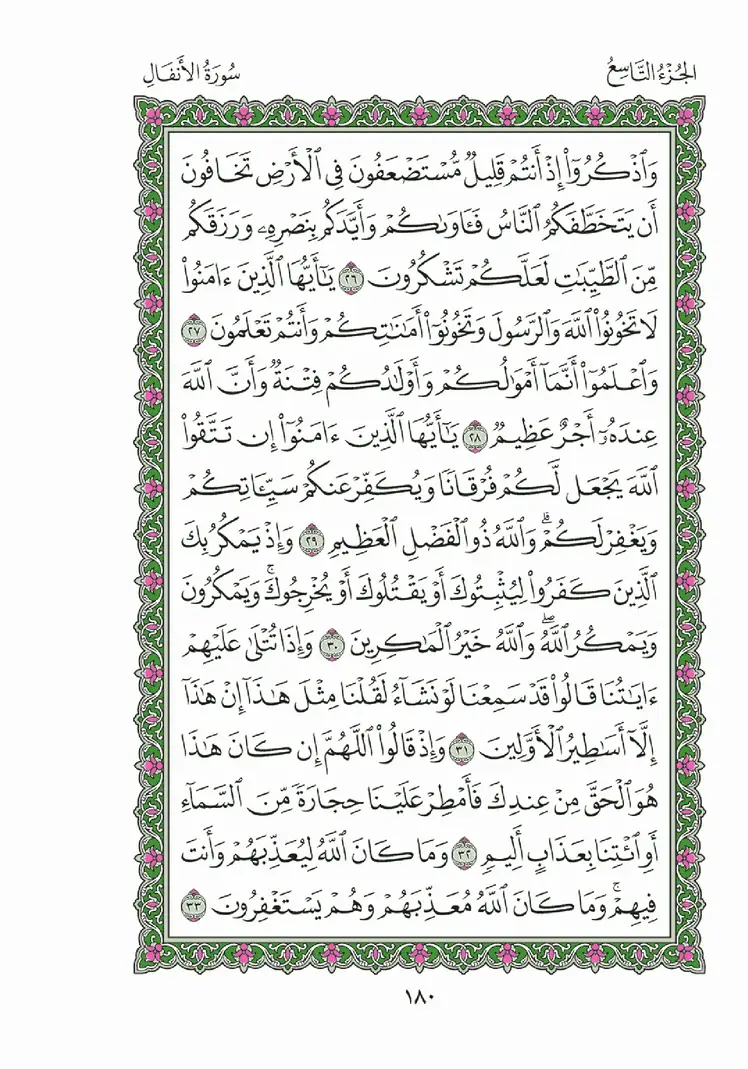 الجُزْءُ التَّاسِعُ
سُورَةُ الأَنفَالِ
وَٱذْكُرُوٓا۟ إِذْ أَنتُمْ قَلِيلٌ مُّسْتَضْعَفُونَ فِى ٱلْأَرْضِ تَخَافُونَ
أَن يَتَخَطَّفَكُمُ ٱلنَّاسُ فَـَٔاوَىٰكُمْ وَأَيَّدَكُم بِنَصْرِهِۦ وَرَزَقَكُم
مِّنَ ٱلطَّيِّبَـٰتِ لَعَلَّكُمْ تَشْكُرُونَ ٢٦ يَـٰٓأَيُّهَا ٱلَّذِينَ ءَامَنُوا۟
لَا تَخُونُوا۟ ٱللَّهَ وَٱلرَّسُولَ وَتَخُونُوٓا۟ أَمَـٰنَـٰتِكُمْ وَأَنتُمْ تَعْلَمُونَ ٢٧
وَٱعْلَمُوٓا۟ أَنَّمَآ أَمْوَٰلُكُمْ وَأَوْلَـٰدُكُمْ فِتْنَةٌ وَأَنَّ ٱللَّهَ
عِندَهُۥٓ أَجْرٌ عَظِيمٌ ٢٨ يَـٰٓأَيُّهَا ٱلَّذِينَ ءَامَنُوٓا۟ إِن تَتَّقُوا۟
ٱللَّهَ يَجْعَل لَّكُمْ فُرْقَانًا وَيُكَفِّرْ عَنكُمْ سَيِّـَٔاتِكُمْ
وَيَغْفِرْ لَكُمْ ۗ وَٱللَّهُ ذُو ٱلْفَضْلِ ٱلْعَظِيمِ ٢٩ وَإِذْ يَمْكُرُ بِكَ
ٱلَّذِينَ كَفَرُوا۟ لِيُثْبِتُوكَ أَوْ يَقْتُلُوكَ أَوْ يُخْرِجُوكَ ۚ وَيَمْكُرُونَ
وَيَمْكُرُ ٱللَّهُ ۖ وَٱللَّهُ خَيْرُ ٱلْمَـٰكِرِينَ ٣٠ وَإِذَا تُتْلَىٰ عَلَيْهِمْ
ءَايَـٰتُنَا قَالُوا۟ قَدْ سَمِعْنَا لَوْ نَشَآءُ لَقُلْنَا مِثْلَ هَـٰذَآ إِنْ هَـٰذَآ
إِلَّآ أَسَـٰطِيرُ ٱلْأَوَّلِينَ ٣١ وَإِذْ قَالُوا۟ ٱللَّهُمَّ إِن كَانَ هَـٰذَا
هُوَ ٱلْحَقَّ مِنْ عِندِكَ فَأَمْطِرْ عَلَيْنَا حِجَارَةً مِّنَ ٱلسَّمَآءِ
أَوِ ٱئْتِنَا بِعَذَابٍ أَلِيمٍ ٣٢ وَمَا كَانَ ٱللَّهُ لِيُعَذِّبَهُمْ وَأَنتَ
فِيهِمْ ۚ وَمَا كَانَ ٱللَّهُ مُعَذِّبَهُمْ وَهُمْ يَسْتَغْفِرُونَ ٣٣
١٨٠